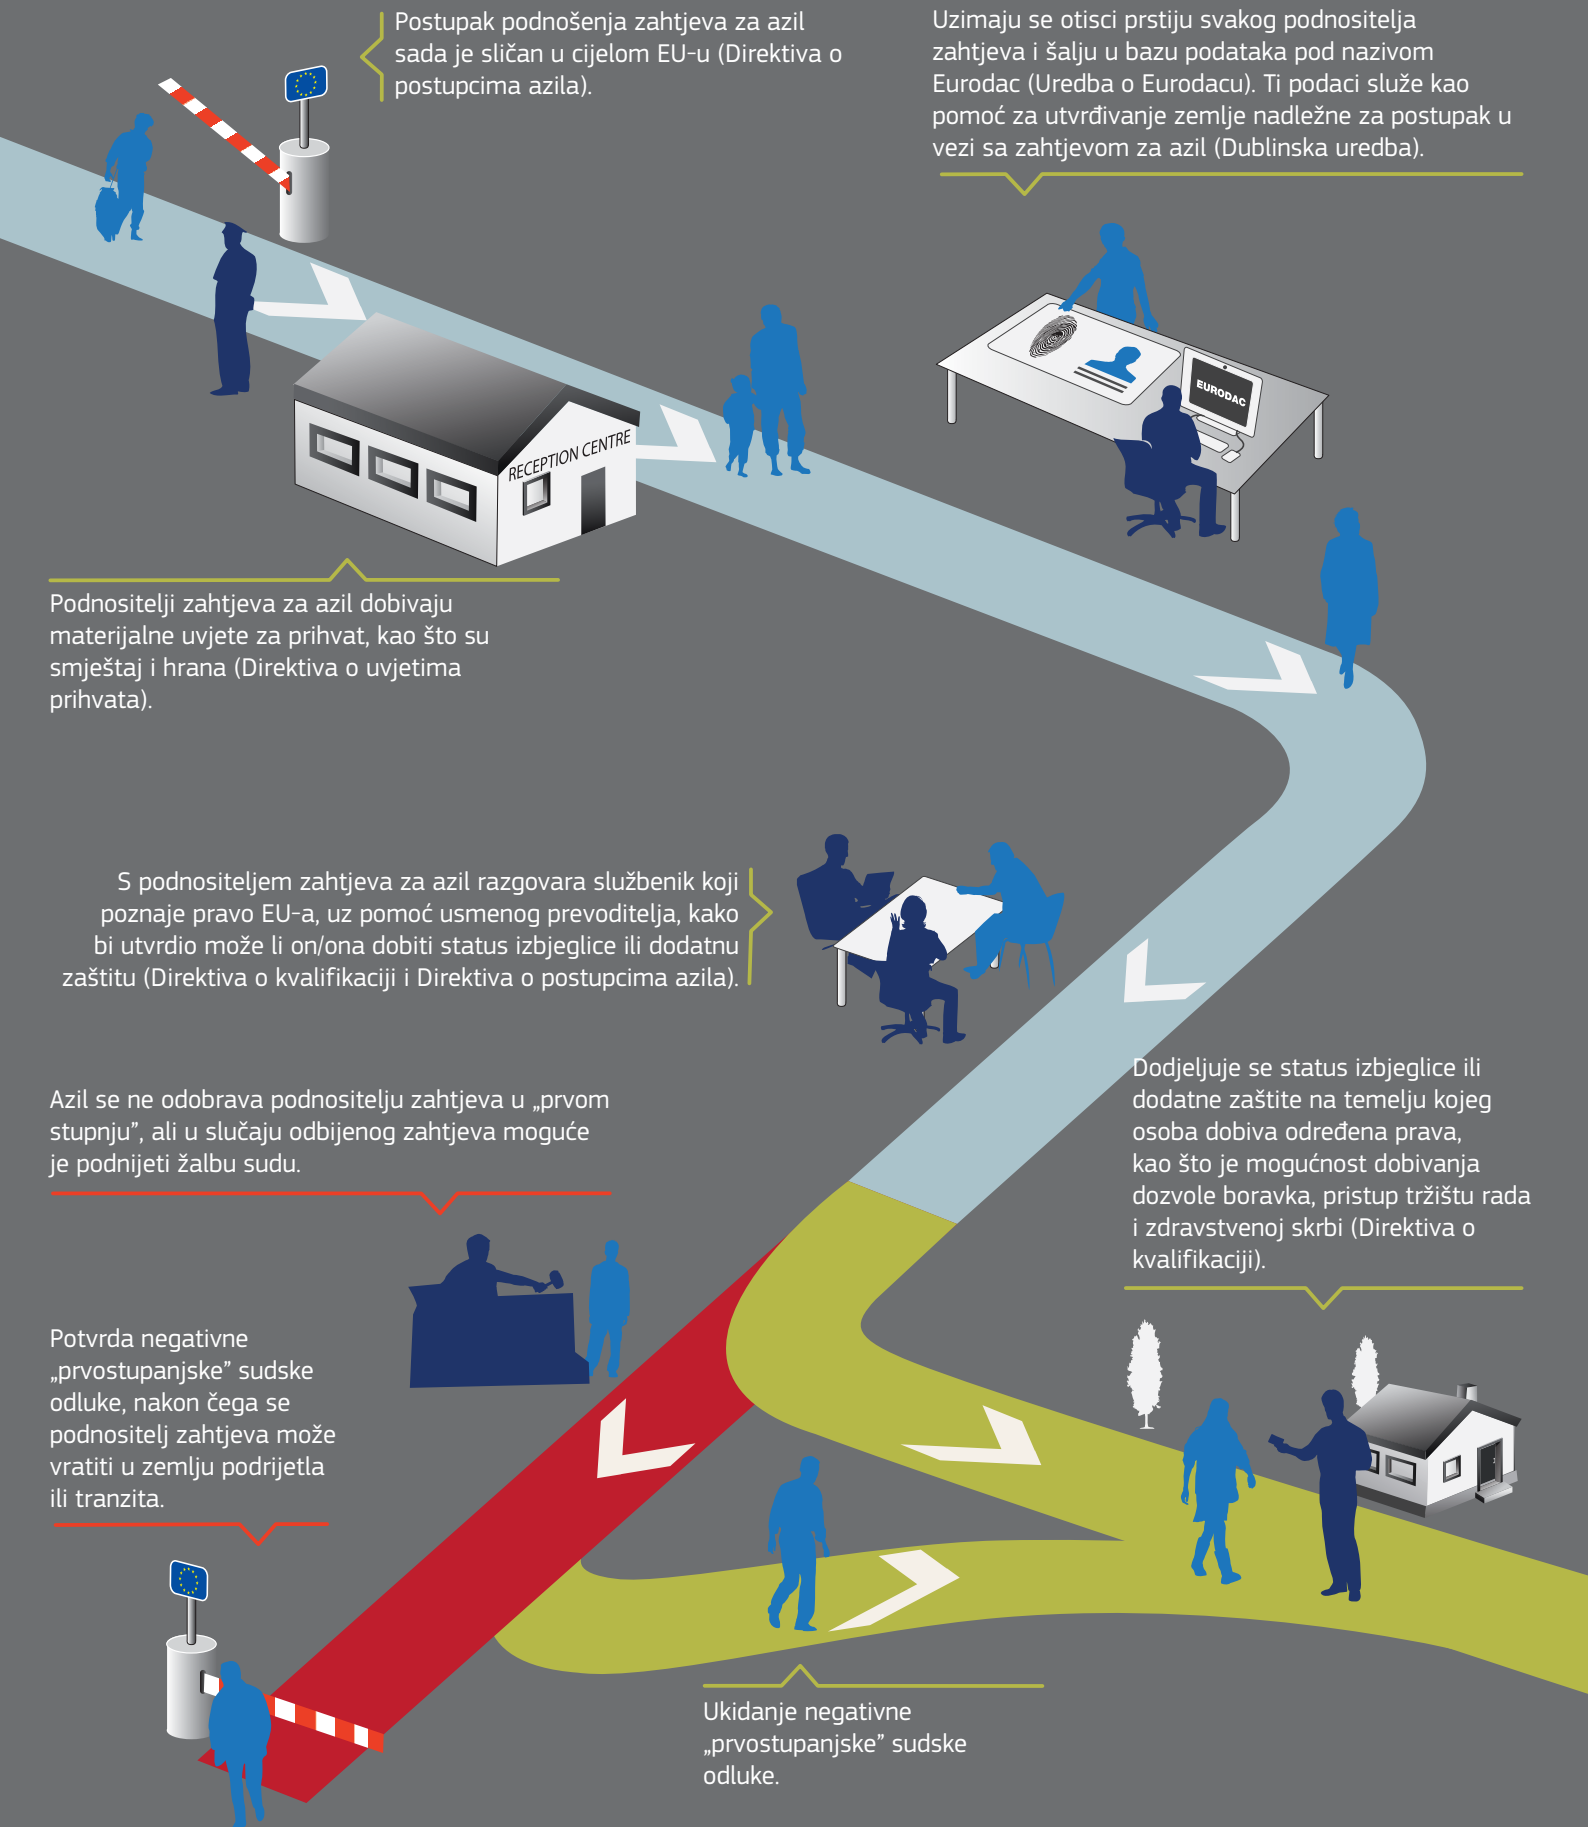 Postupak podnošenja zahtjeva za azil
sada je sličan u cijelom EU-u (Direktiva o
postupcima azila).
Uzimaju se otisci prstiju svakog podnositelja
zahtjeva i šalju u bazu podataka pod nazivom
Eurodac (Uredba o Eurodacu). Ti podaci služe kao
pomoć za utvrđivanje zemlje nadležne za postupak u
vezi sa zahtjevom za azil (Dublinska uredba).
EURODAC
RECEPTION CENTRE
Podnositelji zahtjeva za azil dobivaju
materijalne uvjete za prihvat, kao što su
smještaj i hrana (Direktiva o uvjetima
prihvata).
S podnositeljem zahtjeva za azil razgovara službenik koji
poznaje pravo EU-a, uz pomoć usmenog prevoditelja, kako
bi utvrdio može li on/ona dobiti status izbjeglice ili dodatnu
zaštitu (Direktiva o kvalifikaciji i Direktiva o postupcima azila).
Dodjeljuje se status izbjeglice ili
dodatne zaštite na temelju kojeg
osoba dobiva određena prava,
kao što je mogućnost dobivanja
dozvole boravka, pristup tržištu rada
i zdravstvenoj skrbi (Direktiva o
kvalifikaciji).
Azil se ne odobrava podnositelju zahtjeva u „prvom
stupnju”, ali u slučaju odbijenog zahtjeva moguće
je podnijeti žalbu sudu.
Potvrda negativne
„prvostupanjske” sudske
odluke, nakon čega se
podnositelj zahtjeva može
vratiti u zemlju podrijetla
ili tranzita.
Ukidanje negativne
„prvostupanjske” sudske
odluke.